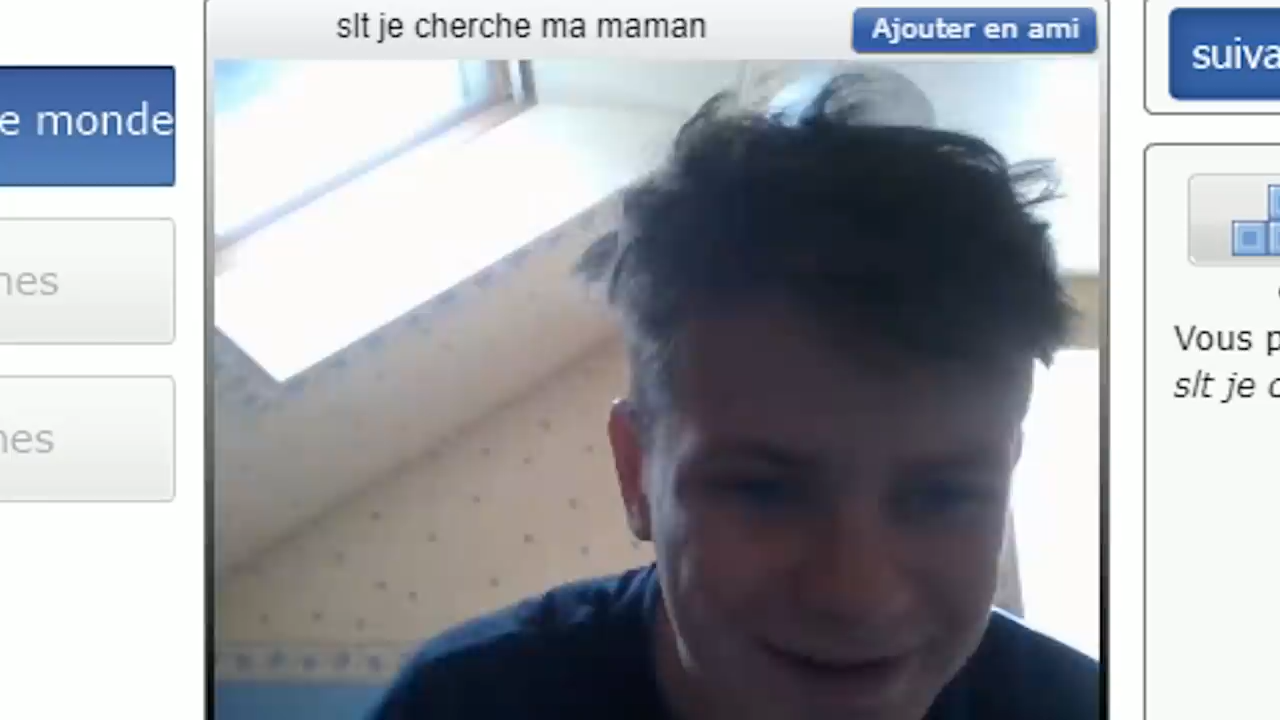 slt je cherche ma maman
Ajouter en ami
suiva
e monde
nes
nes
Vous p
slt je c